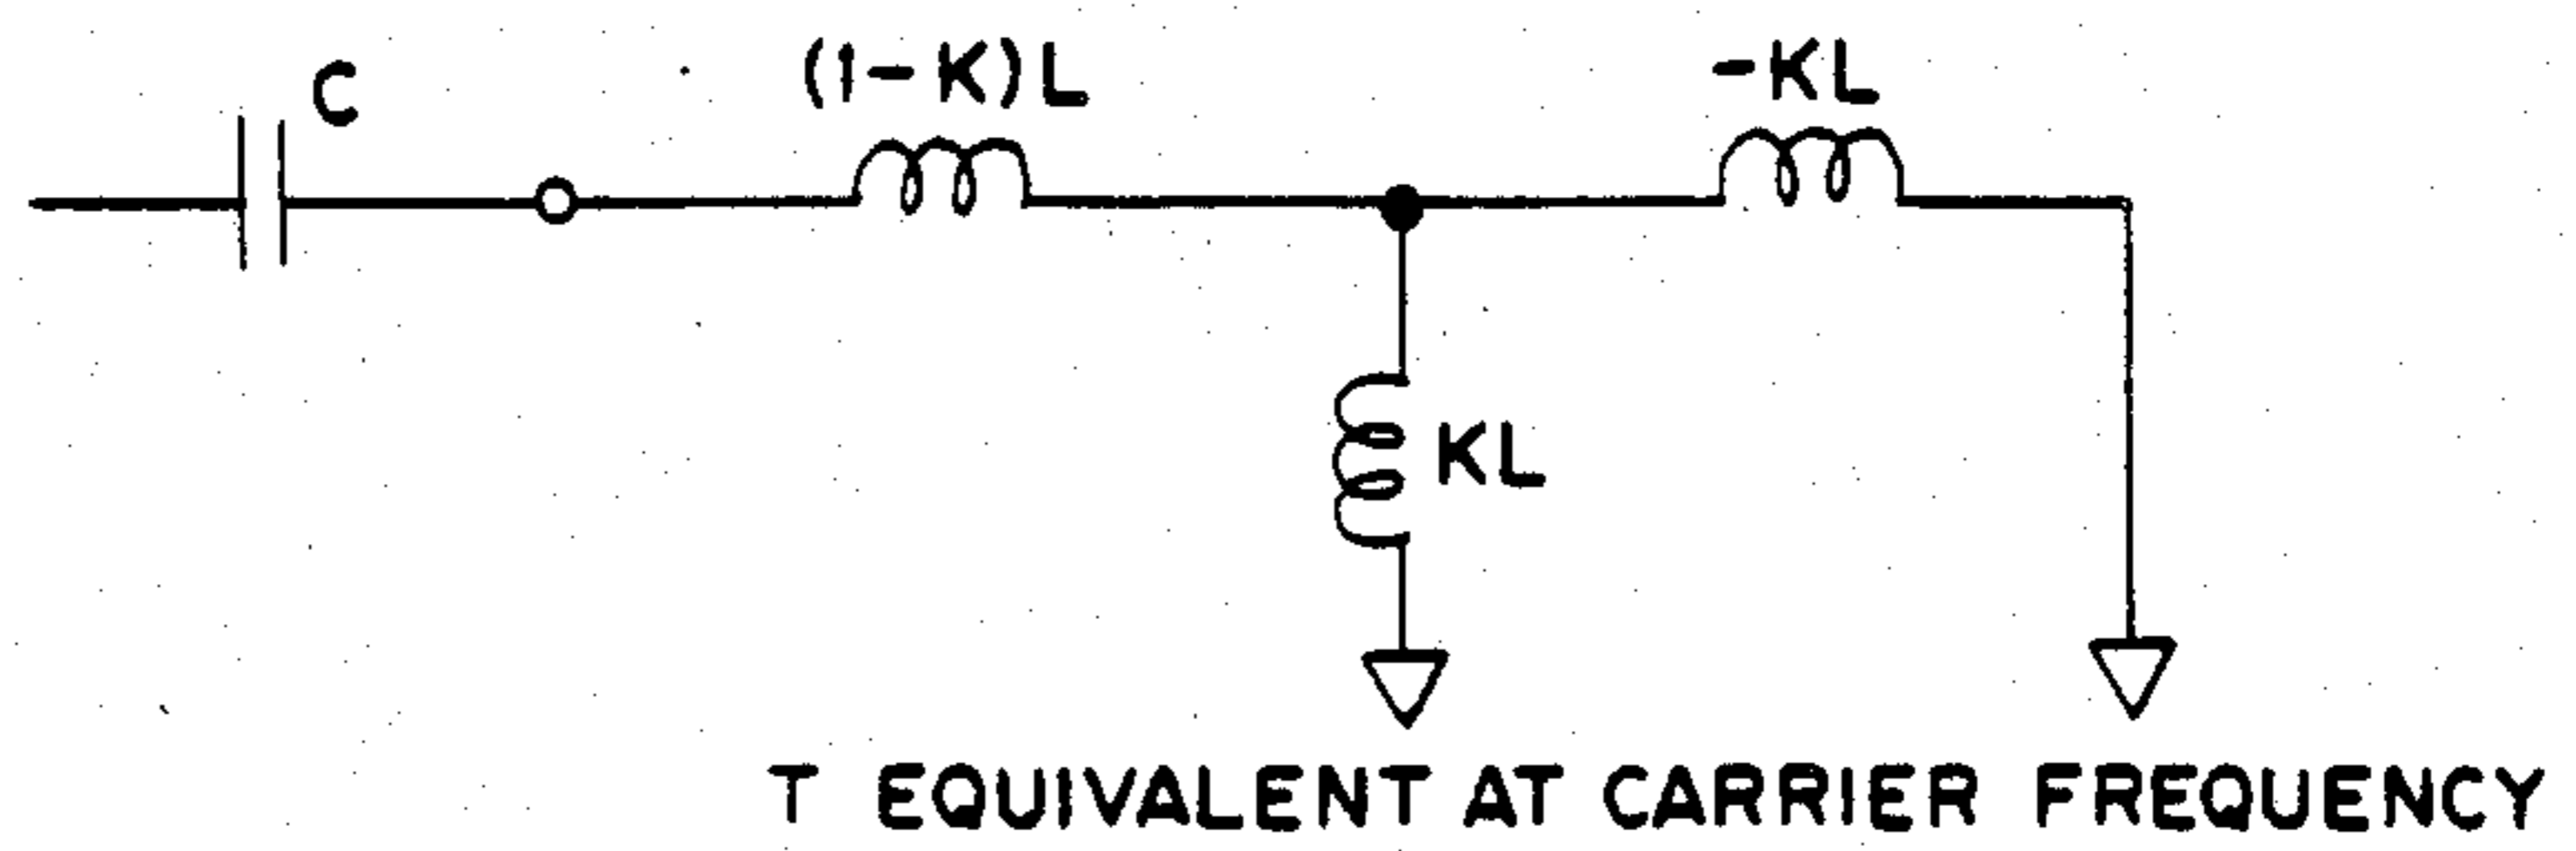 C
(1-K)L
-KL
KL
T EQUIVALENT AT CARRIER FREQUENCY